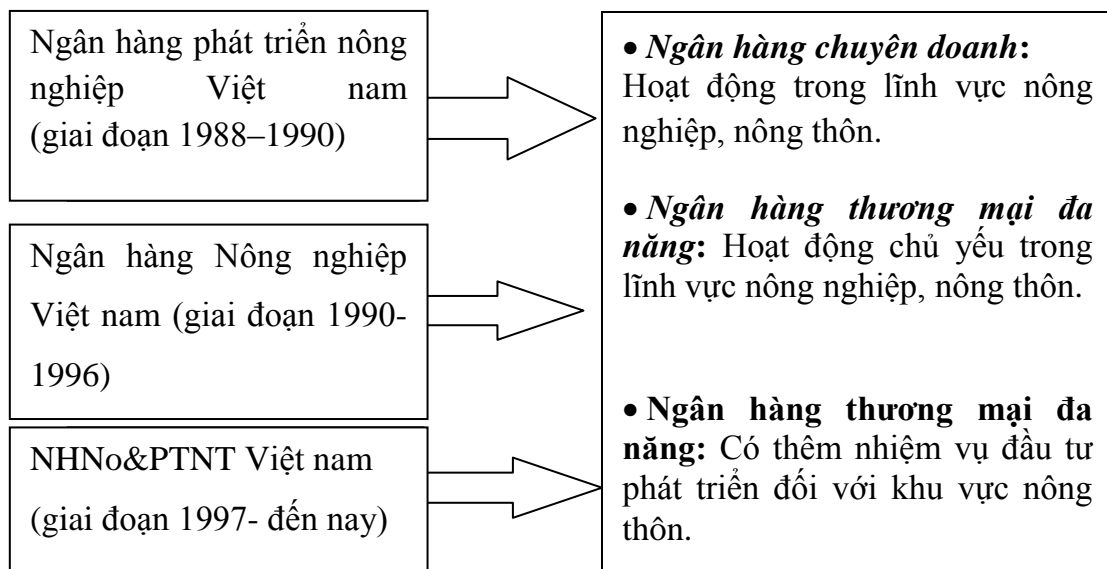 Ngân hàng phát triển nông
nghiệp Việt nam
(giai đoạn 1988–1990)
Ngân hàng Nông nghiệp
Việt nam (giai đoạn 1990-
1996)
NHNo&PTNT Việt nam
(giai đoạn 1997- đến nay)
• Ngân hàng chuyên doanh:
Hoạt động trong lĩnh vực nông
nghiệp, nông thôn.
• Ngân hàng thương mại đa
năng: Hoạt động chủ yếu trong
lĩnh vực nông nghiệp, nông thôn.
• Ngân hàng thương mại đa
năng: Có thêm nhiệm vụ đầu tư
phát triển đối với khu vực nông
thôn.